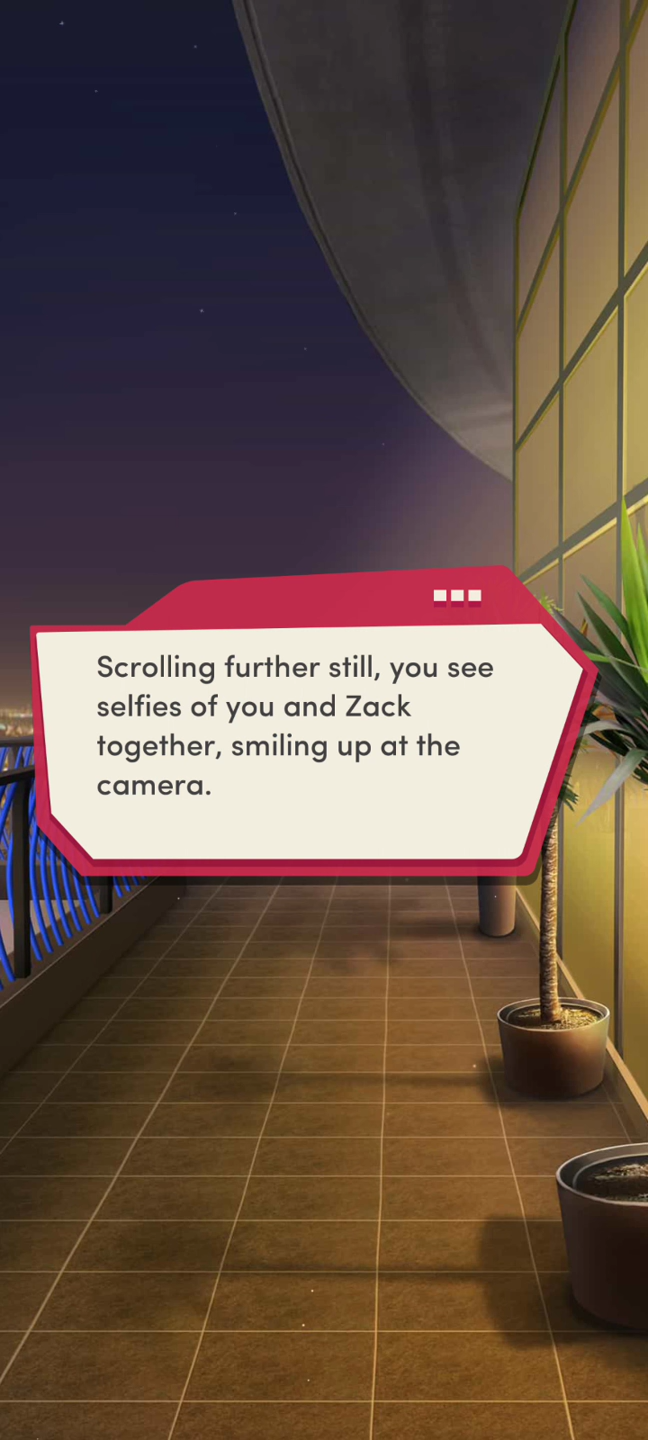 Scrolling further still, you see
selfies of you and Zack
together, smiling up at the
camera.